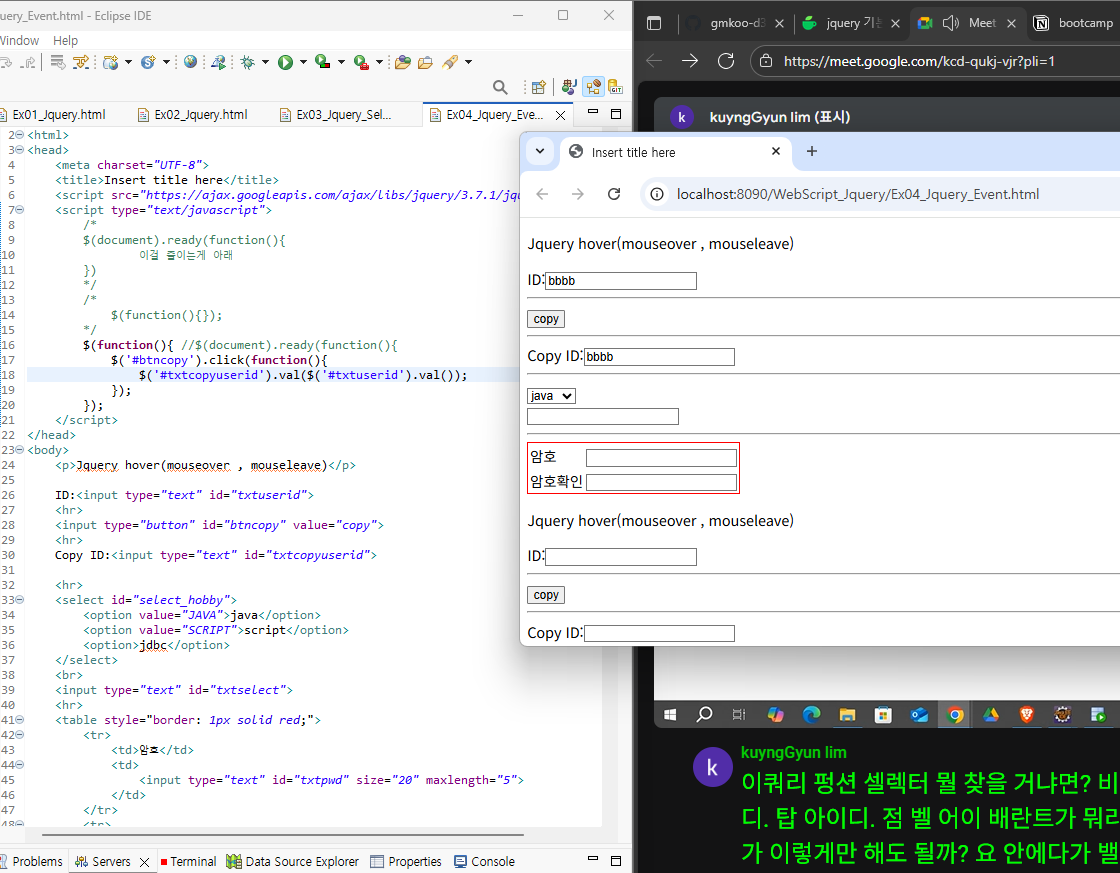 uery_Event.html - Eclipse IDE
Window Help
Ex01_Jquery.html Ex02_Jquery.html Ex03_Jquery_Sel... Ex04_Jquery_Eve...
2 <html>
3 <head>
4 <meta charset="UTF-8">
5 <title>Insert title here</title>
6 <script src="https://ajax.googleapis.com/ajax/libs/jquery/3.7.1/jqu
7 <script type="text/javascript">
8 /*
9 $(document).ready(function(){
10 이걸 줄이는게 아래
11 })
12 */
13 /*
14 $(function(){});
15 */
16 $(function(){ //$(document).ready(function(){
17 $('#btncopy').click(function(){
18 $('#txtcopyuserid').val($('#txtuserid').val());
19 });
20 });
21 </script>
22 </head>
23 <body>
24 <p>Jquery hover(mouseover , mouseleave)</p>
25
26 ID:<input type="text" id="txtuserid">
27 <hr>
28 <input type="button" id="btncopy" value="copy">
29 <hr>
30 Copy ID:<input type="text" id="txtcopyuserid">
31
32 <hr>
33 <select id="select_hobby">
34 <option value="JAVA">java</option>
35 <option value="SCRIPT">script</option>
36 <option>jdbc</option>
37 </select>
38 <br>
39 <input type="text" id="txtselect">
40 <hr>
41 <table style="border: 1px solid red;">
42 <tr>
43 <td>암호</td>
44 <td>
45 <input type="text" id="txtpwd" size="20" maxlength="5">
46 </td>
47 </tr>
48 <tr>
Problems Servers Terminal Data Source Explorer Properties Console
gmkoo-d3 jquery 기본 Meet bootcamp
https://meet.google.com/kcd-qukj-vjr?pli=1
k kuyngGyun lim (표시)
Insert title here
localhost:8090/WebScript_Jquery/Ex04_Jquery_Event.html
Jquery hover(mouseover , mouseleave)
ID: bbbb
copy
Copy ID: bbbb
java
암호
암호확인
Jquery hover(mouseover , mouseleave)
ID:
copy
Copy ID:
k kuyngGyun lim
이쿼리 펑션 셀렉터 뭘 찾을 거냐면? 비
디. 탑 아이디. 점 벨 어이 배란트가 뭐라
가 이렇게만 해도 될까? 요 안에다가 밸